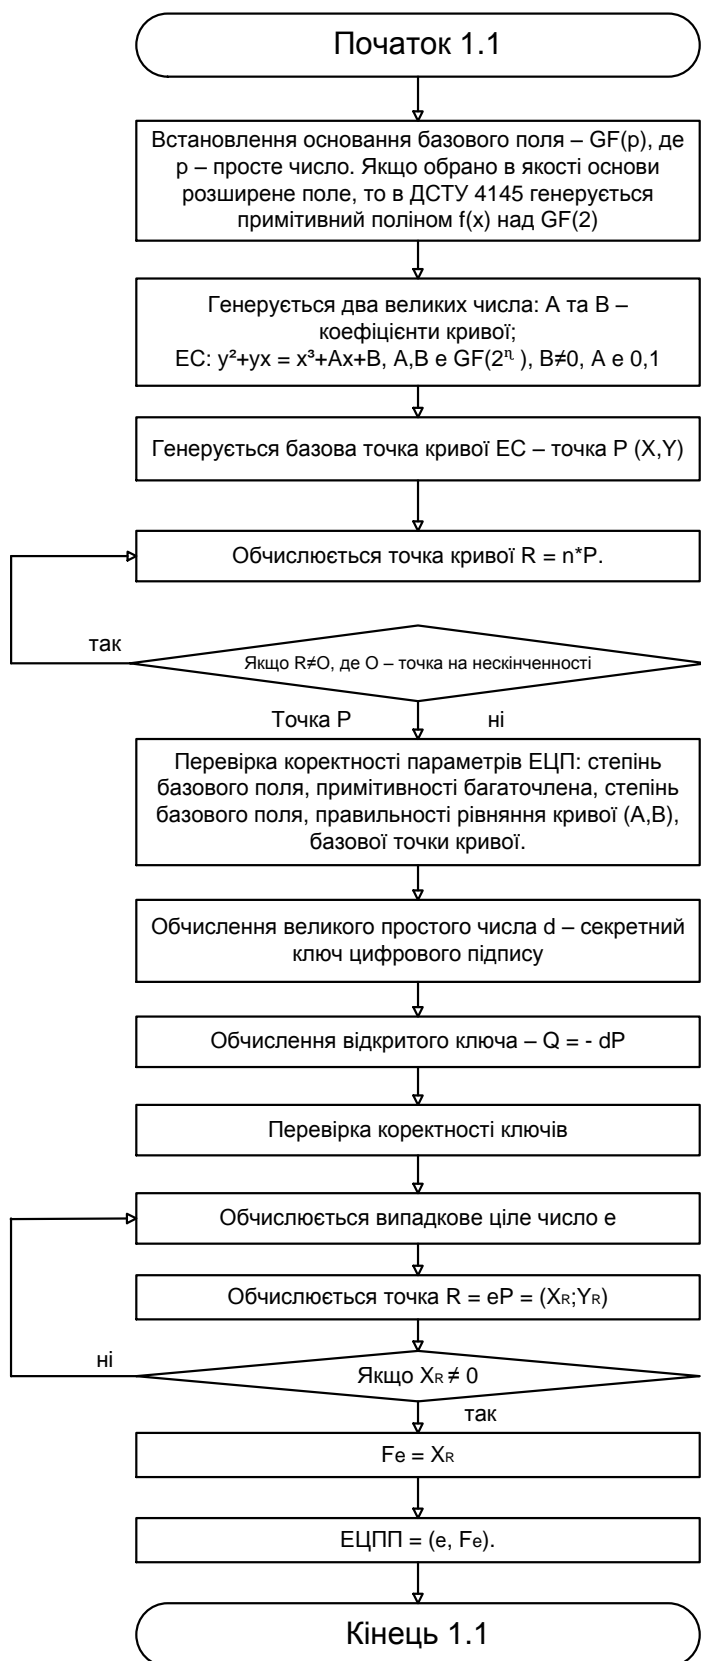 Початок 1.1
Встановлення основання базового поля – GF(p), де
p – просте число. Якщо обрано в якості основи
розширене поле, то в ДСТУ 4145 генерується
примітивний поліном f(x) над GF(2)
Генерується два великих числа: А та В –
коефіцієнти кривої;
ЕС: y²+yx = x³+Ax+B, A,B е GF(2ⁿ ), B≠0, A е 0,1
Генерується базова точка кривої ЕС – точка P (X,Y)
Обчислюється точка кривої R = n*P.
так
Якщо R≠O, де О – точка на нескінченності
Точка Р
ні
Перевірка коректності параметрів ЕЦП: степінь
базового поля, примітивності багаточлена, степінь
базового поля, правильності рівняння кривої (А,В),
базової точки кривої.
Обчислення великого простого числа d – секретний
ключ цифрового підпису
Обчислення відкритого ключа – Q = - dP
Перевірка коректності ключів
Обчислюється випадкове ціле число е
Обчислюється точка R = eP = (XR;YR)
ні
Якщо XR ≠ 0
так
Fe = XR
ЕЦПП = (e, Fe).
Кінець 1.1